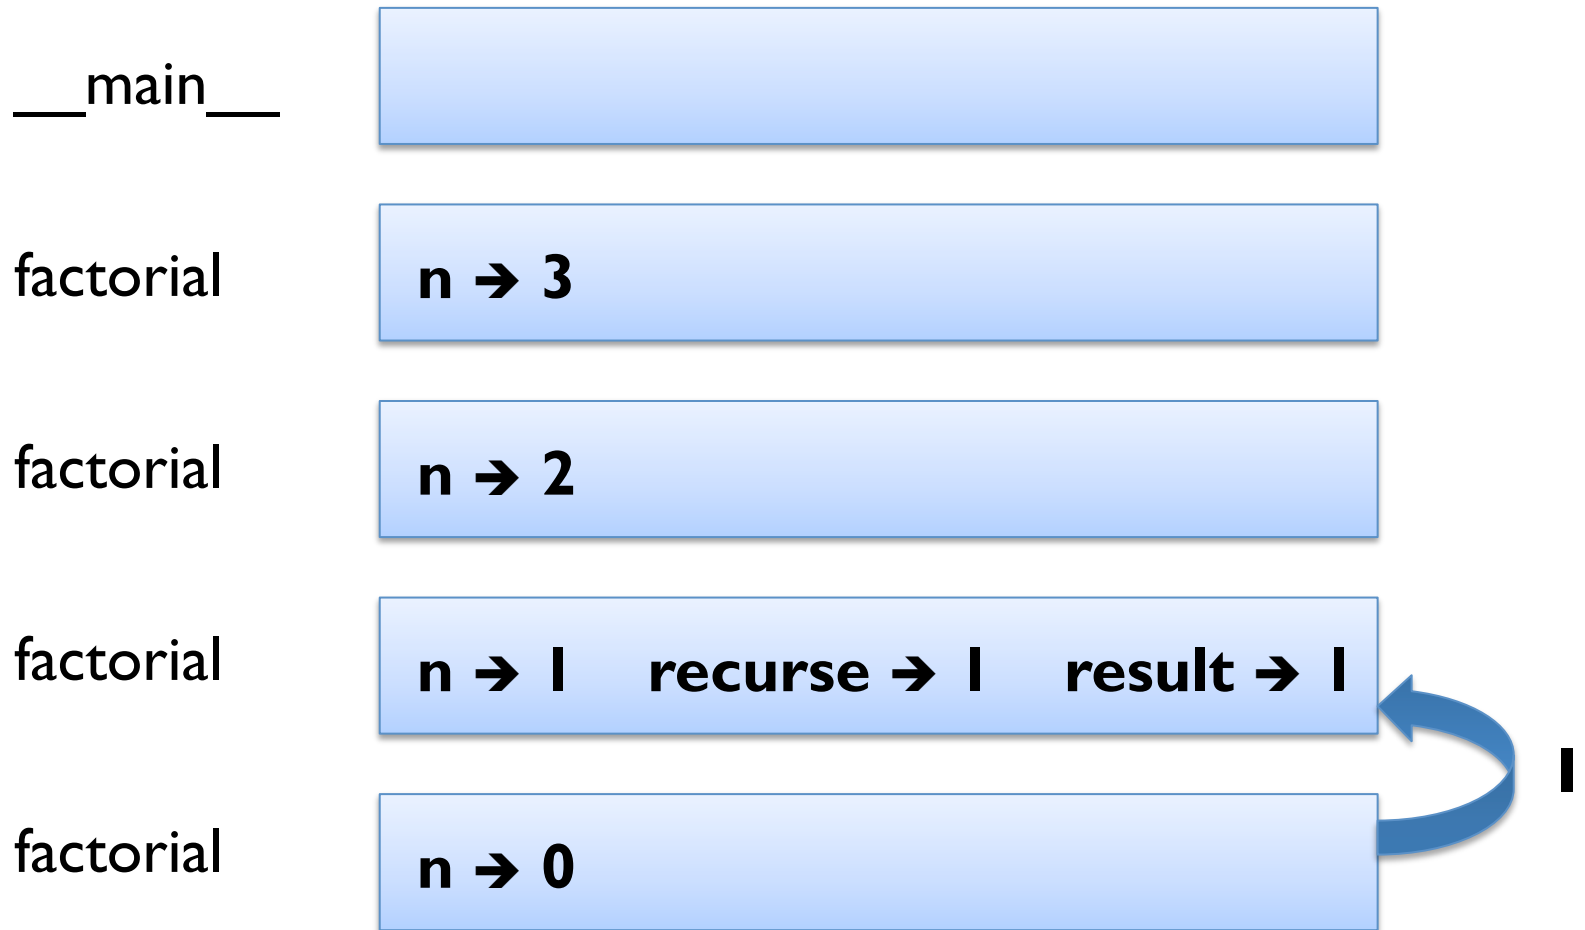 __main__
factorial n ➔ 3
factorial n ➔ 2
factorial n ➔ 1 recurse ➔ 1 result ➔ 1
1
factorial n ➔ 0